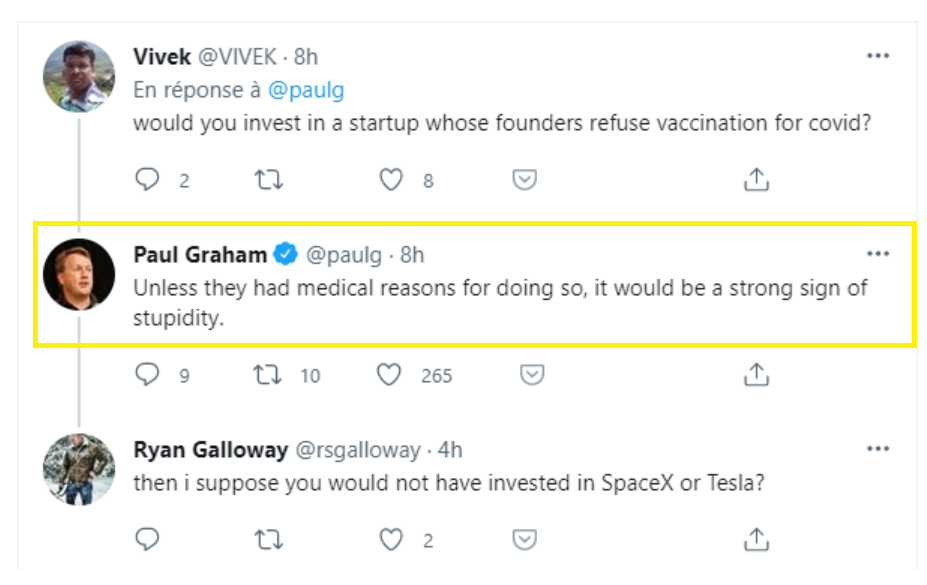 Vivek @VIVEK · 8h
En réponse à @paulg
would you invest in a startup whose founders refuse vaccination for covid?
2 8
Paul Graham @paulg · 8h
Unless they had medical reasons for doing so, it would be a strong sign of
stupidity.
9 10 265
Ryan Galloway @rsgalloway · 4h
then i suppose you would not have invested in SpaceX or Tesla?
2